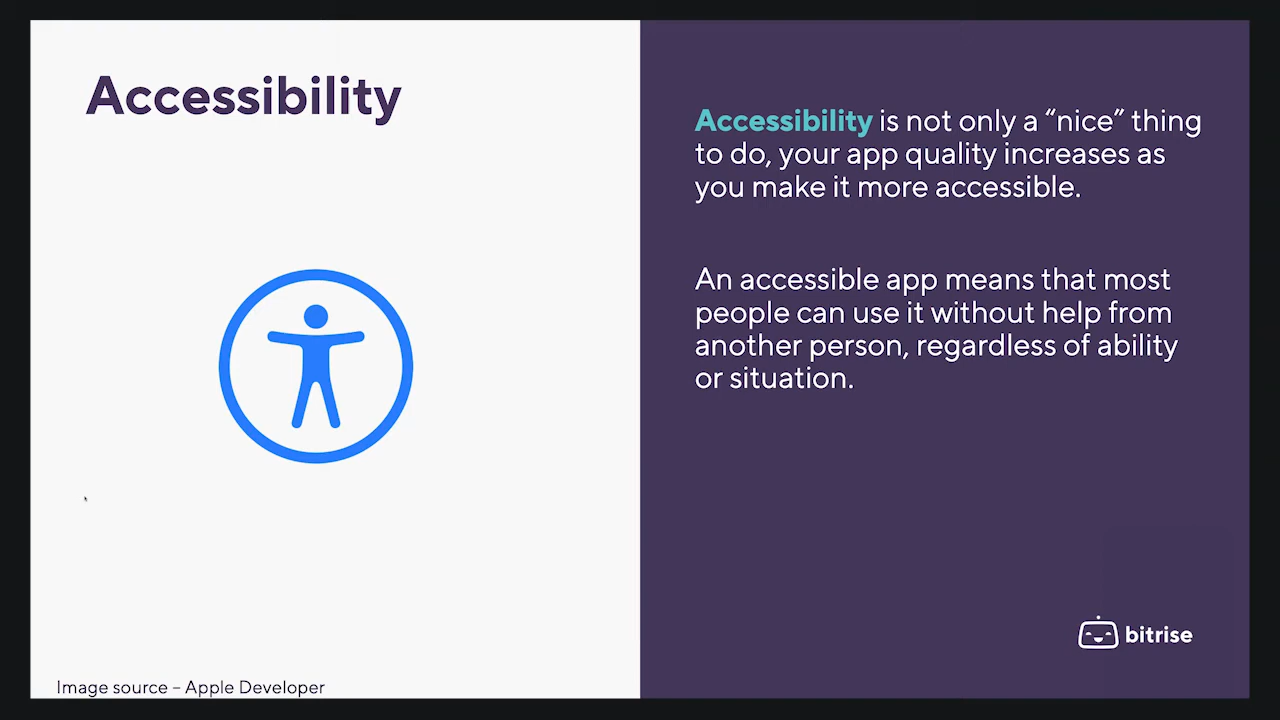 Accessibility
Accessibility is not only a “nice” thing
to do, your app quality increases as
you make it more accessible.
An accessible app means that most
people can use it without help from
another person, regardless of ability
or situation.
bitrise
Image source – Apple Developer